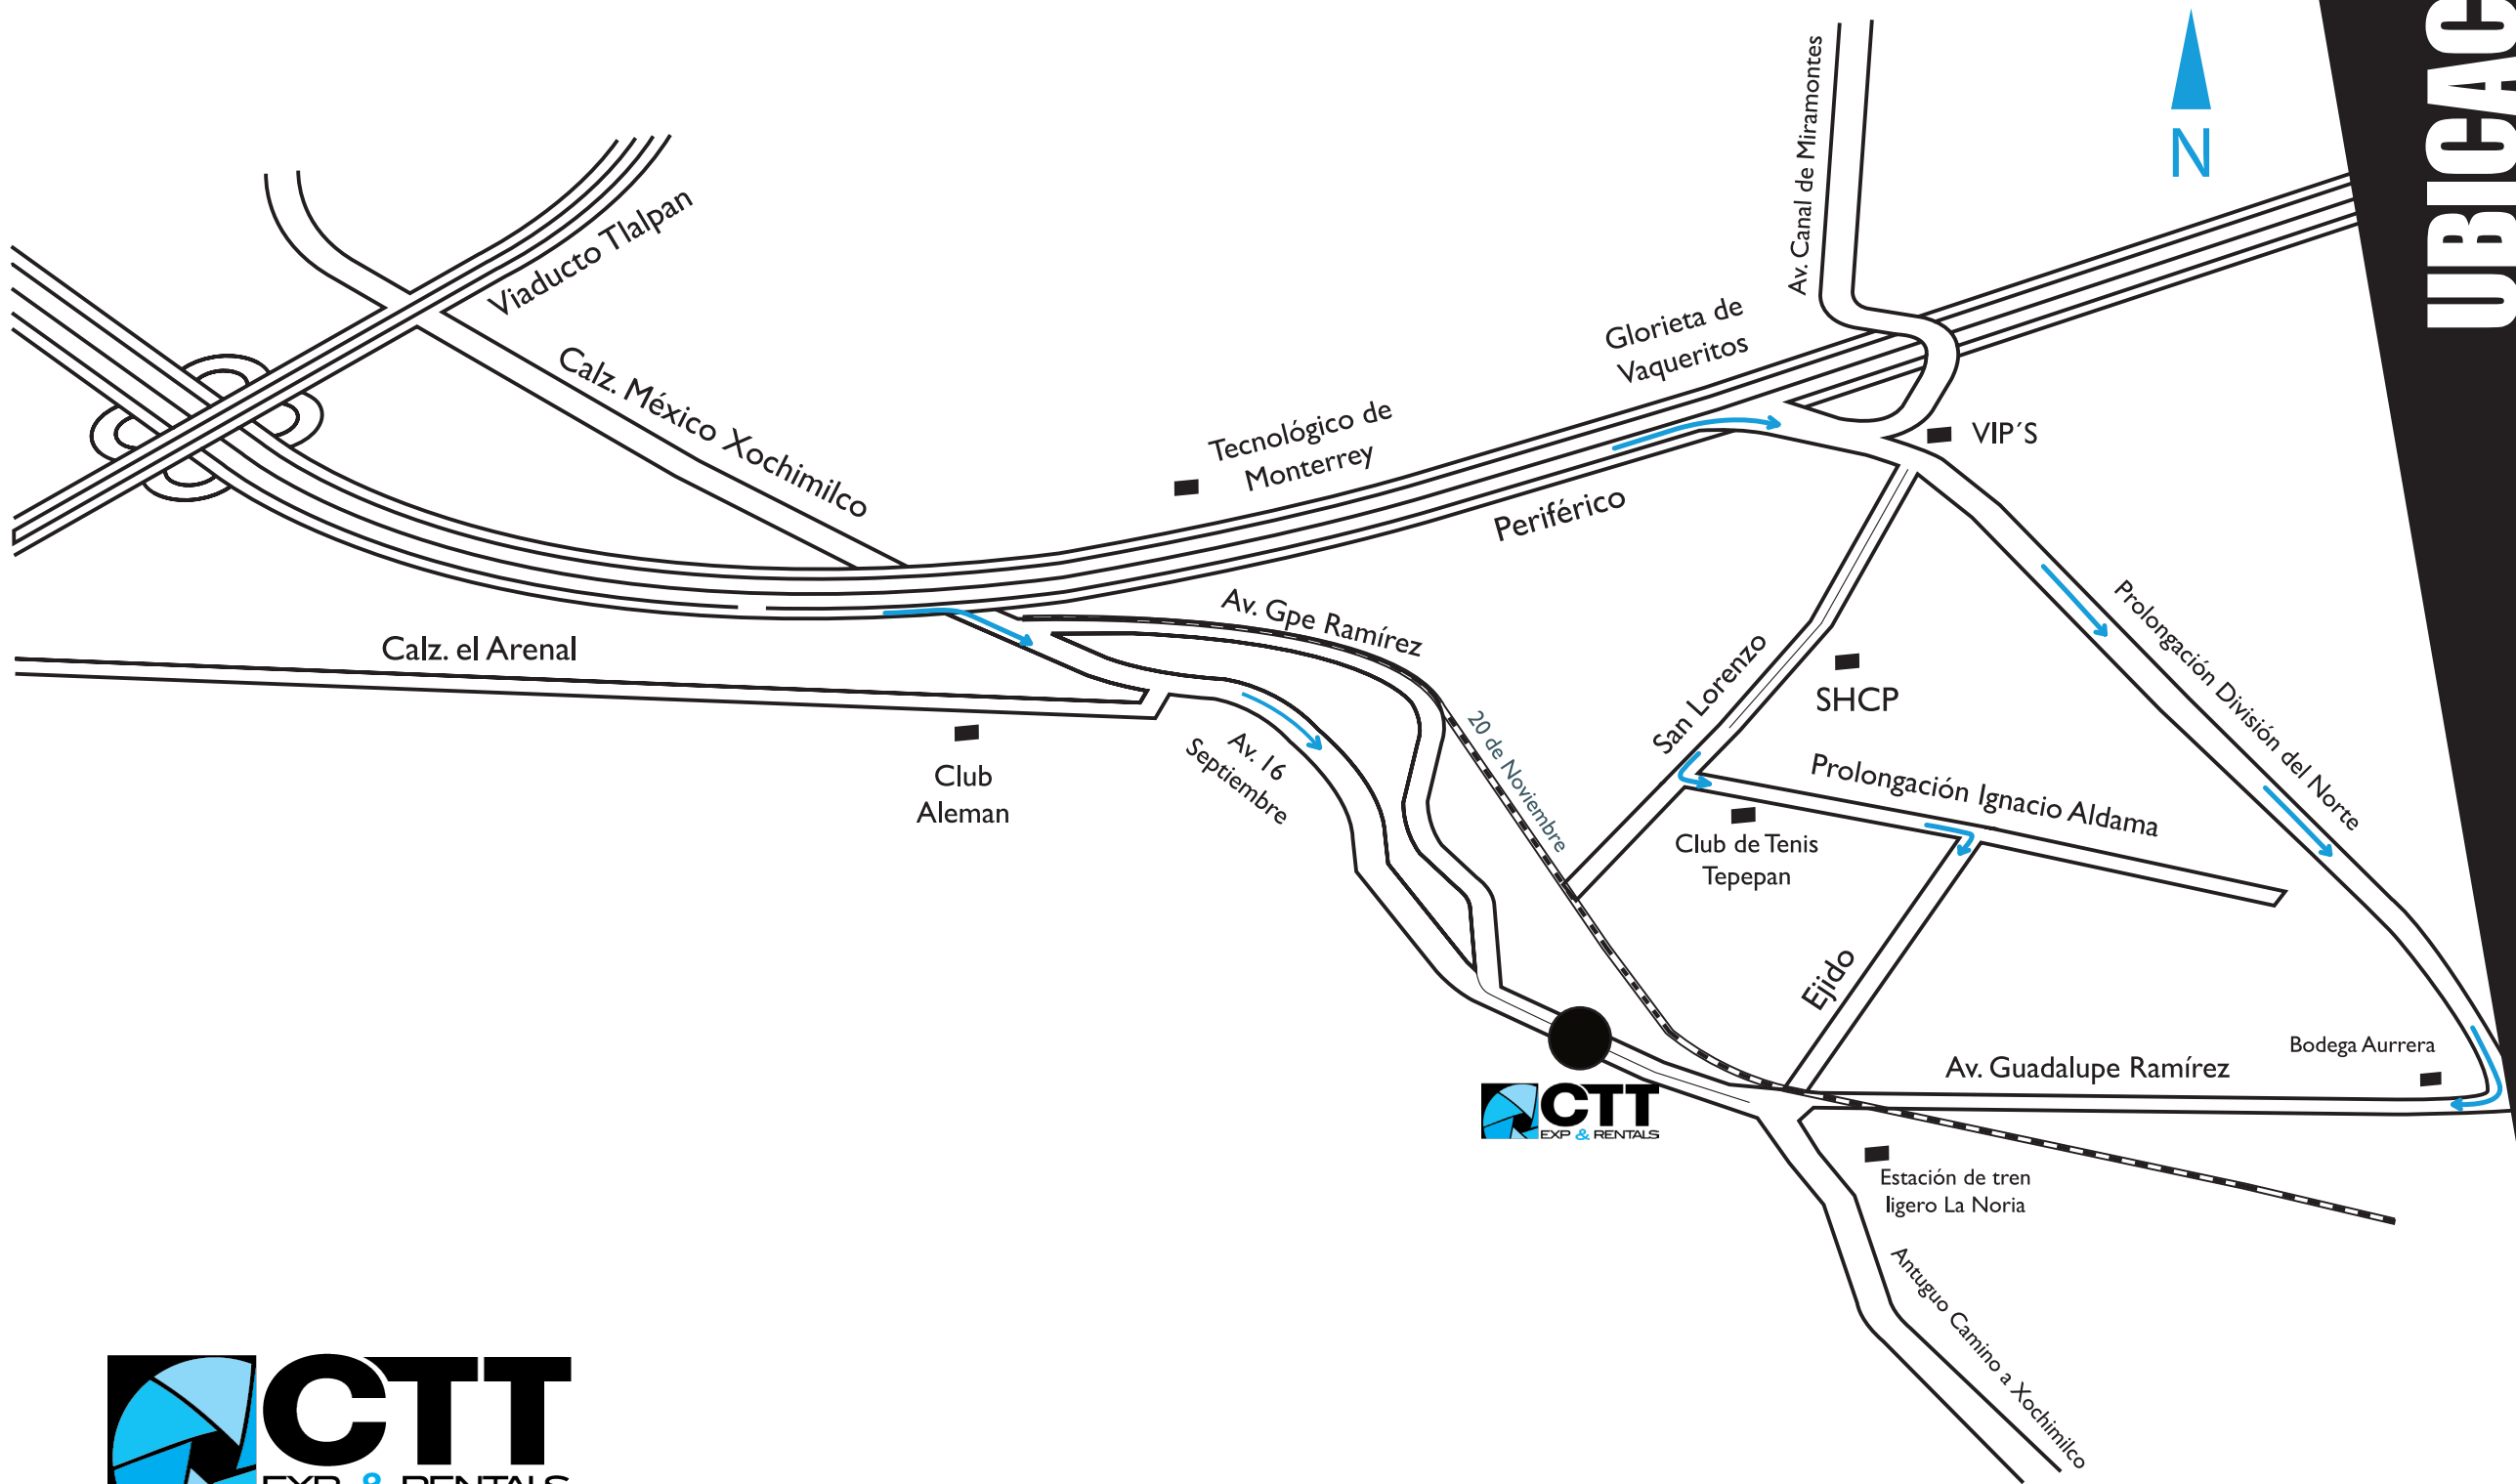 UBICAC
N
Av. Canal de Miramontes
Viaducto Tlalpan
Calz. México Xochimilco
Glorieta de
Vaqueritos
Tecnológico de
Monterrey
VIP´S
Periférico
Av. Gpe Ramírez
Calz. el Arenal
Prolongación División del Norte
San Lorenzo
SHCP
20 de Noviembre
Av. 16
Septiembre
Club
Aleman
Prolongación Ignacio Aldama
Club de Tenis
Tepepan
Ejido
Bodega Aurrera
Av. Guadalupe Ramírez
CTT
EXP & RENTALS
Estación de tren
ligero La Noria
Antuguo Camino a Xochimilco
CTT
EXP & RENTALS